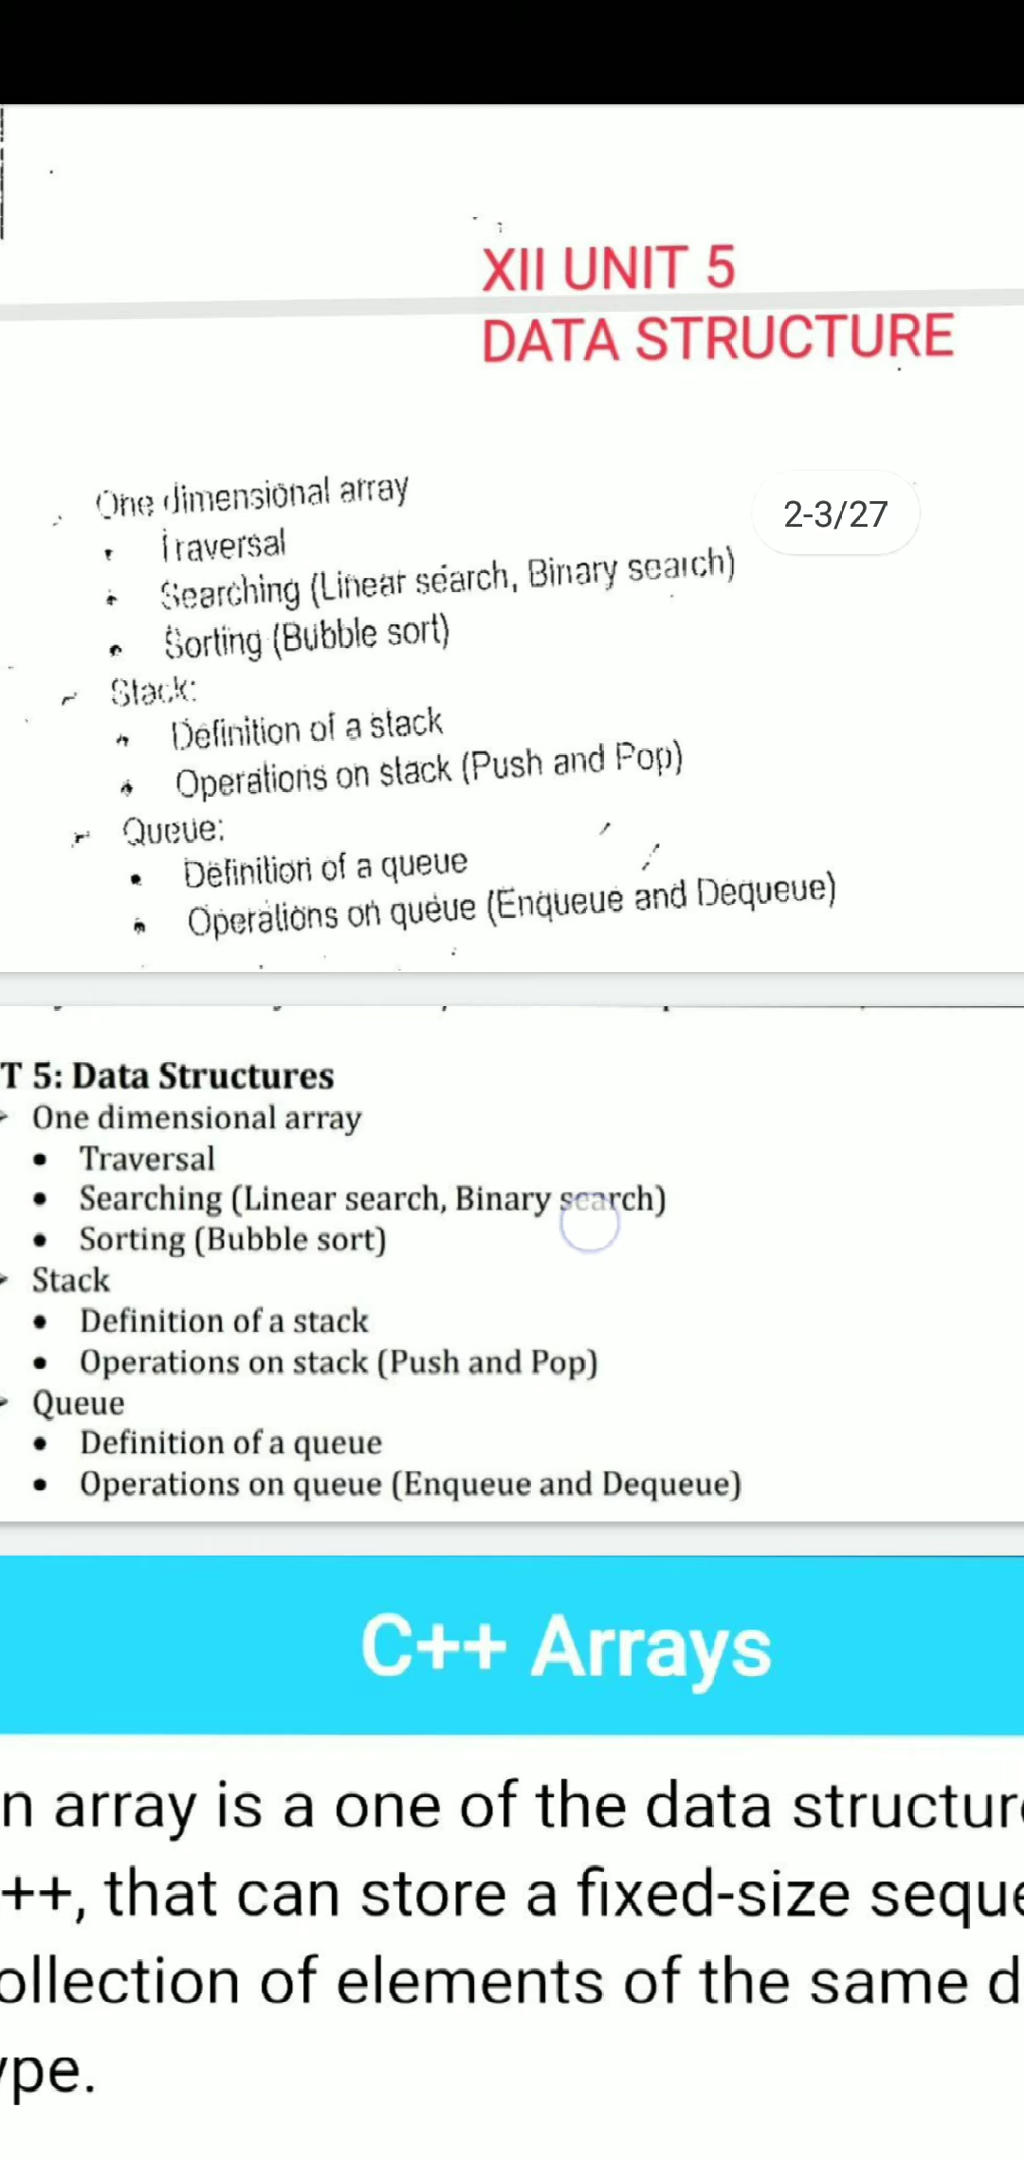 XII UNIT 5
DATA STRUCTURE
One dimensional array
2-3/27
Traversal
Searching (Linear search, Binary search)
Sorting (Bubble sort)
Stack:
Definition of a stack
Operations on stack (Push and Pop)
Queue:
Definition of a queue
Operations on queue (Enqueue and Dequeue)
T 5: Data Structures
One dimensional array
• Traversal
• Searching (Linear search, Binary search)
• Sorting (Bubble sort)
Stack
• Definition of a stack
• Operations on stack (Push and Pop)
Queue
• Definition of a queue
• Operations on queue (Enqueue and Dequeue)
C++ Arrays
n array is a one of the data structur
++, that can store a fixed-size seque
ollection of elements of the same d
ype.